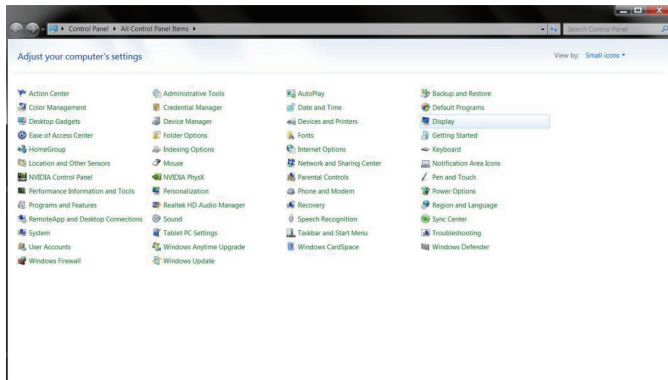 Control Panel All Control Panel Items
Search Control Panel
Adjust your computer's settings
View by: Small icons
Action Center Administrative Tools AutoPlay Backup and Restore
Color Management Credential Manager Date and Time Default Programs
Desktop Gadgets Device Manager Devices and Printers Display
Ease of Access Center Folder Options Fonts Getting Started
HomeGroup Indexing Options Internet Options Keyboard
Location and Other Sensors Mouse Network and Sharing Center Notification Area Icons
NVIDIA Control Panel NVIDIA PhysX Parental Controls Pen and Touch
Performance Information and Tools Personalization Phone and Modem Power Options
Programs and Features Realtek HD Audio Manager Recovery Region and Language
RemoteApp and Desktop Connections Sound Speech Recognition Sync Center
System Tablet PC Settings Taskbar and Start Menu Troubleshooting
User Accounts Windows Anytime Upgrade Windows CardSpace Windows Defender
Windows Firewall Windows Update